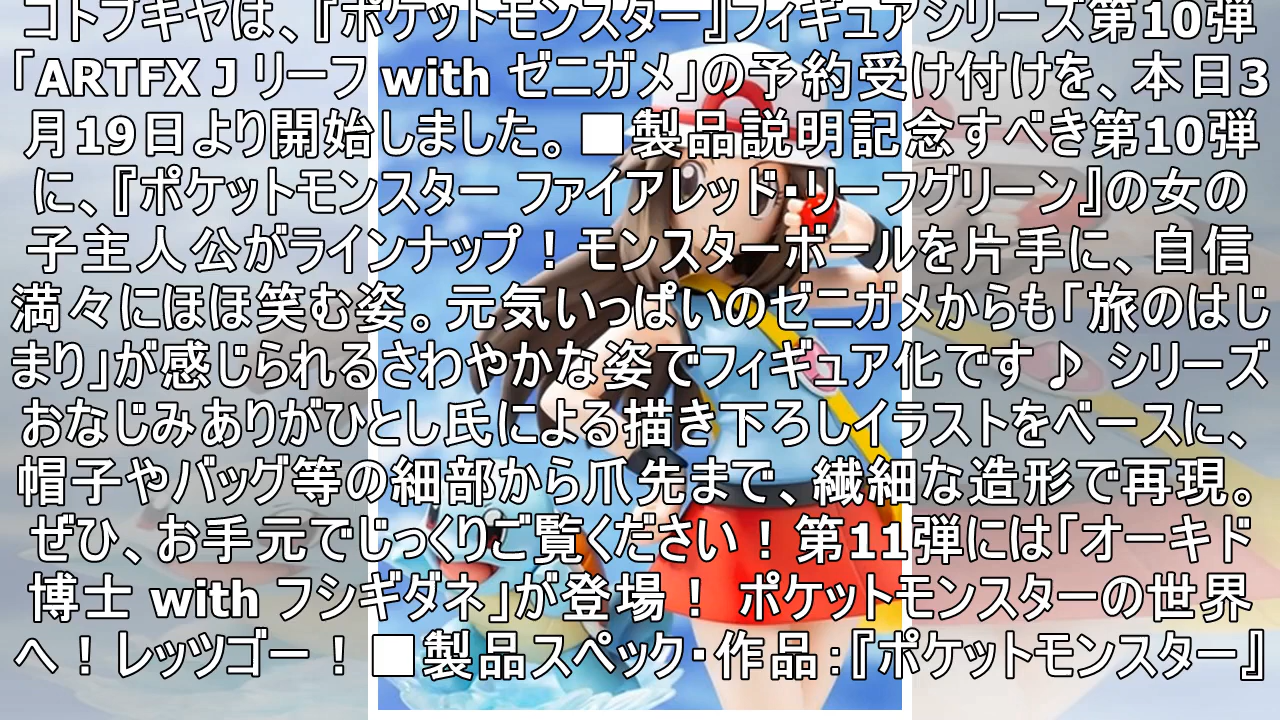 コトブキヤは、『ポケットモンスター』フィギュアシリーズ第10弾
「ARTFX J リーフ with ゼニガメ」の予約受け付けを、本日3
月19日より開始しました。■製品説明記念すべき第10弾
に、『ポケットモンスター ファイアレッド・リーフグリーン』の女の
子主人公がラインナップ！モンスターボールを片手に、自信
満々にほほ笑む姿。元気いっぱいのゼニガメからも「旅のはじ
まり」が感じられるさわやかな姿でフィギュア化です♪ シリーズ
おなじみありがひとし氏による描き下ろしイラストをベースに、
帽子やバッグ等の細部から爪先まで、繊細な造形で再現。
ぜひ、お手元でじっくりご覧ください！第11弾には「オーキド
博士 with フシギダネ」が登場！ ポケットモンスターの世界
へ！レッツゴー！■製品スペック・作品：『ポケットモンスター』